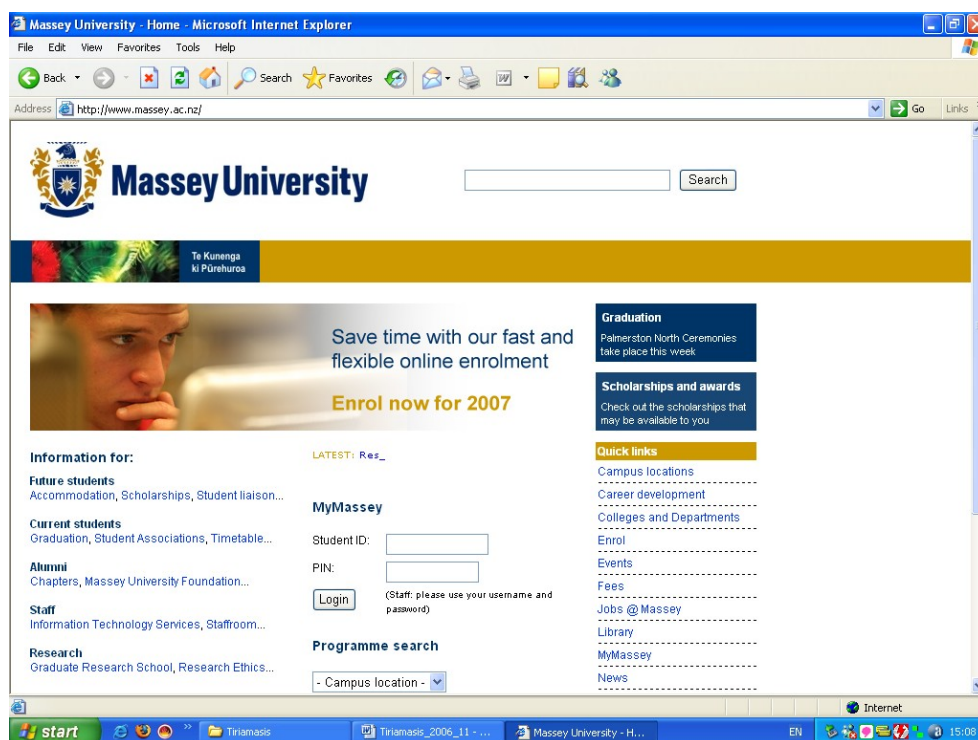 Massey University - Home - Microsoft Internet Explorer
File Edit View Favorites Tools Help
Back Search Favorites
Address http://www.massey.ac.nz/ Go Links
Massey University
Search
Te Kunenga
ki Pūrehuroa
Save time with our fast and
flexible online enrolment
Enrol now for 2007
Graduation
Palmerston North Ceremonies
take place this week
Scholarships and awards
Check out the scholarships that
may be available to you
Information for:
Future students
Accommodation, Scholarships, Student liaison...
Current students
Graduation, Student Associations, Timetable...
Alumni
Chapters, Massey University Foundation...
Staff
Information Technology Services, Staffroom...
Research
Graduate Research School, Research Ethics...
LATEST: Res_
MyMassey
Student ID:
PIN:
Login
(Staff: please use your username and
password)
Programme search
- Campus location -
Quick links
Campus locations
Career development
Colleges and Departments
Enrol
Events
Fees
Jobs @ Massey
Library
MyMassey
News
Internet
start Tiriamasis Tiriamasis_2006_11 - ... Massey University - H... EN 15:08